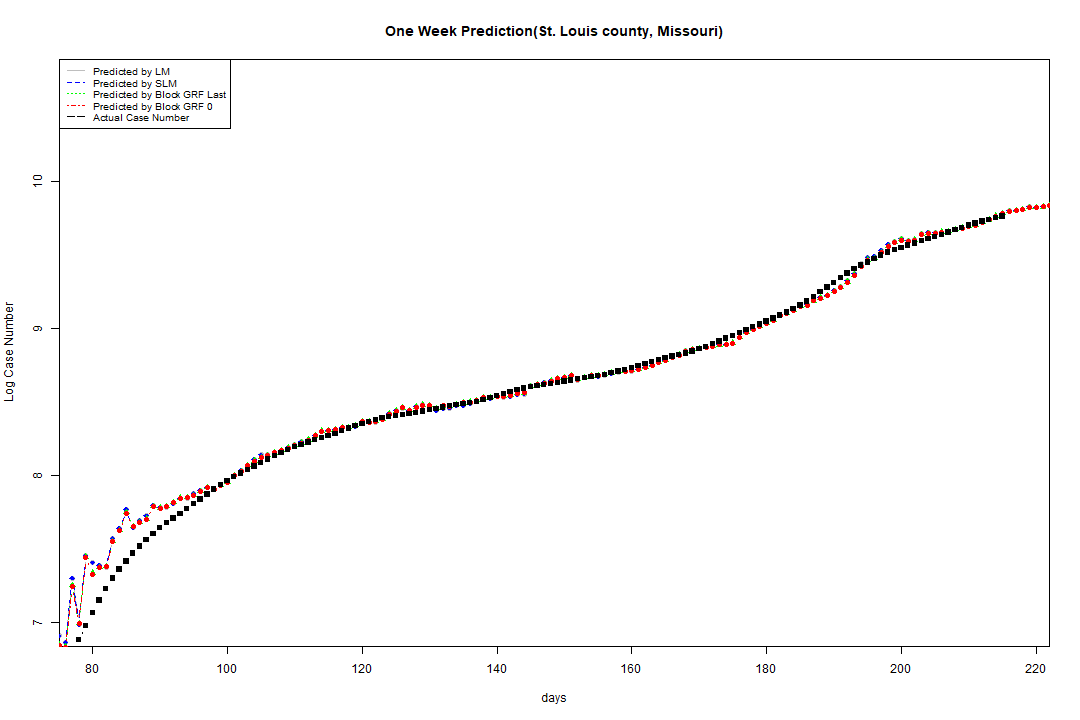 One Week Prediction(St. Louis county, Missouri)
Predicted by LM
Predicted by SLM
Predicted by Block GRF Last
Predicted by Block GRF 0
Actual Case Number
10
9
8
7
Log Case Number
80 100 120 140 160 180 200 220
days